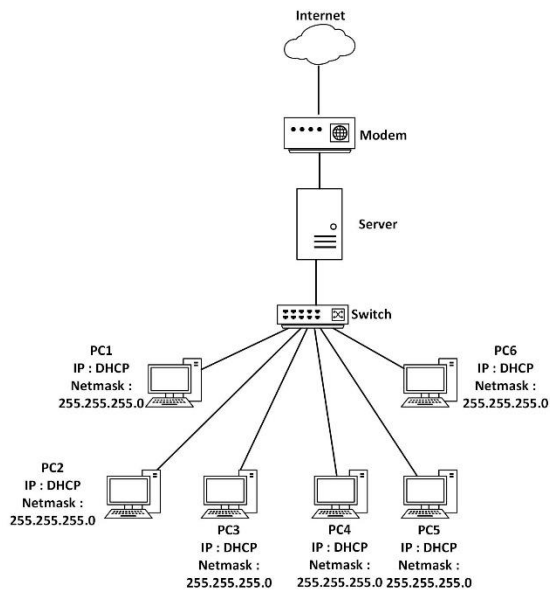 Internet
Modem
Server
Switch
PC1
IP : DHCP
Netmask :
255.255.255.0
PC6
IP : DHCP
Netmask :
255.255.255.0
PC2
IP : DHCP
Netmask :
255.255.255.0
PC3
IP : DHCP
Netmask :
255.255.255.0
PC4
IP : DHCP
Netmask :
255.255.255.0
PC5
IP : DHCP
Netmask :
255.255.255.0